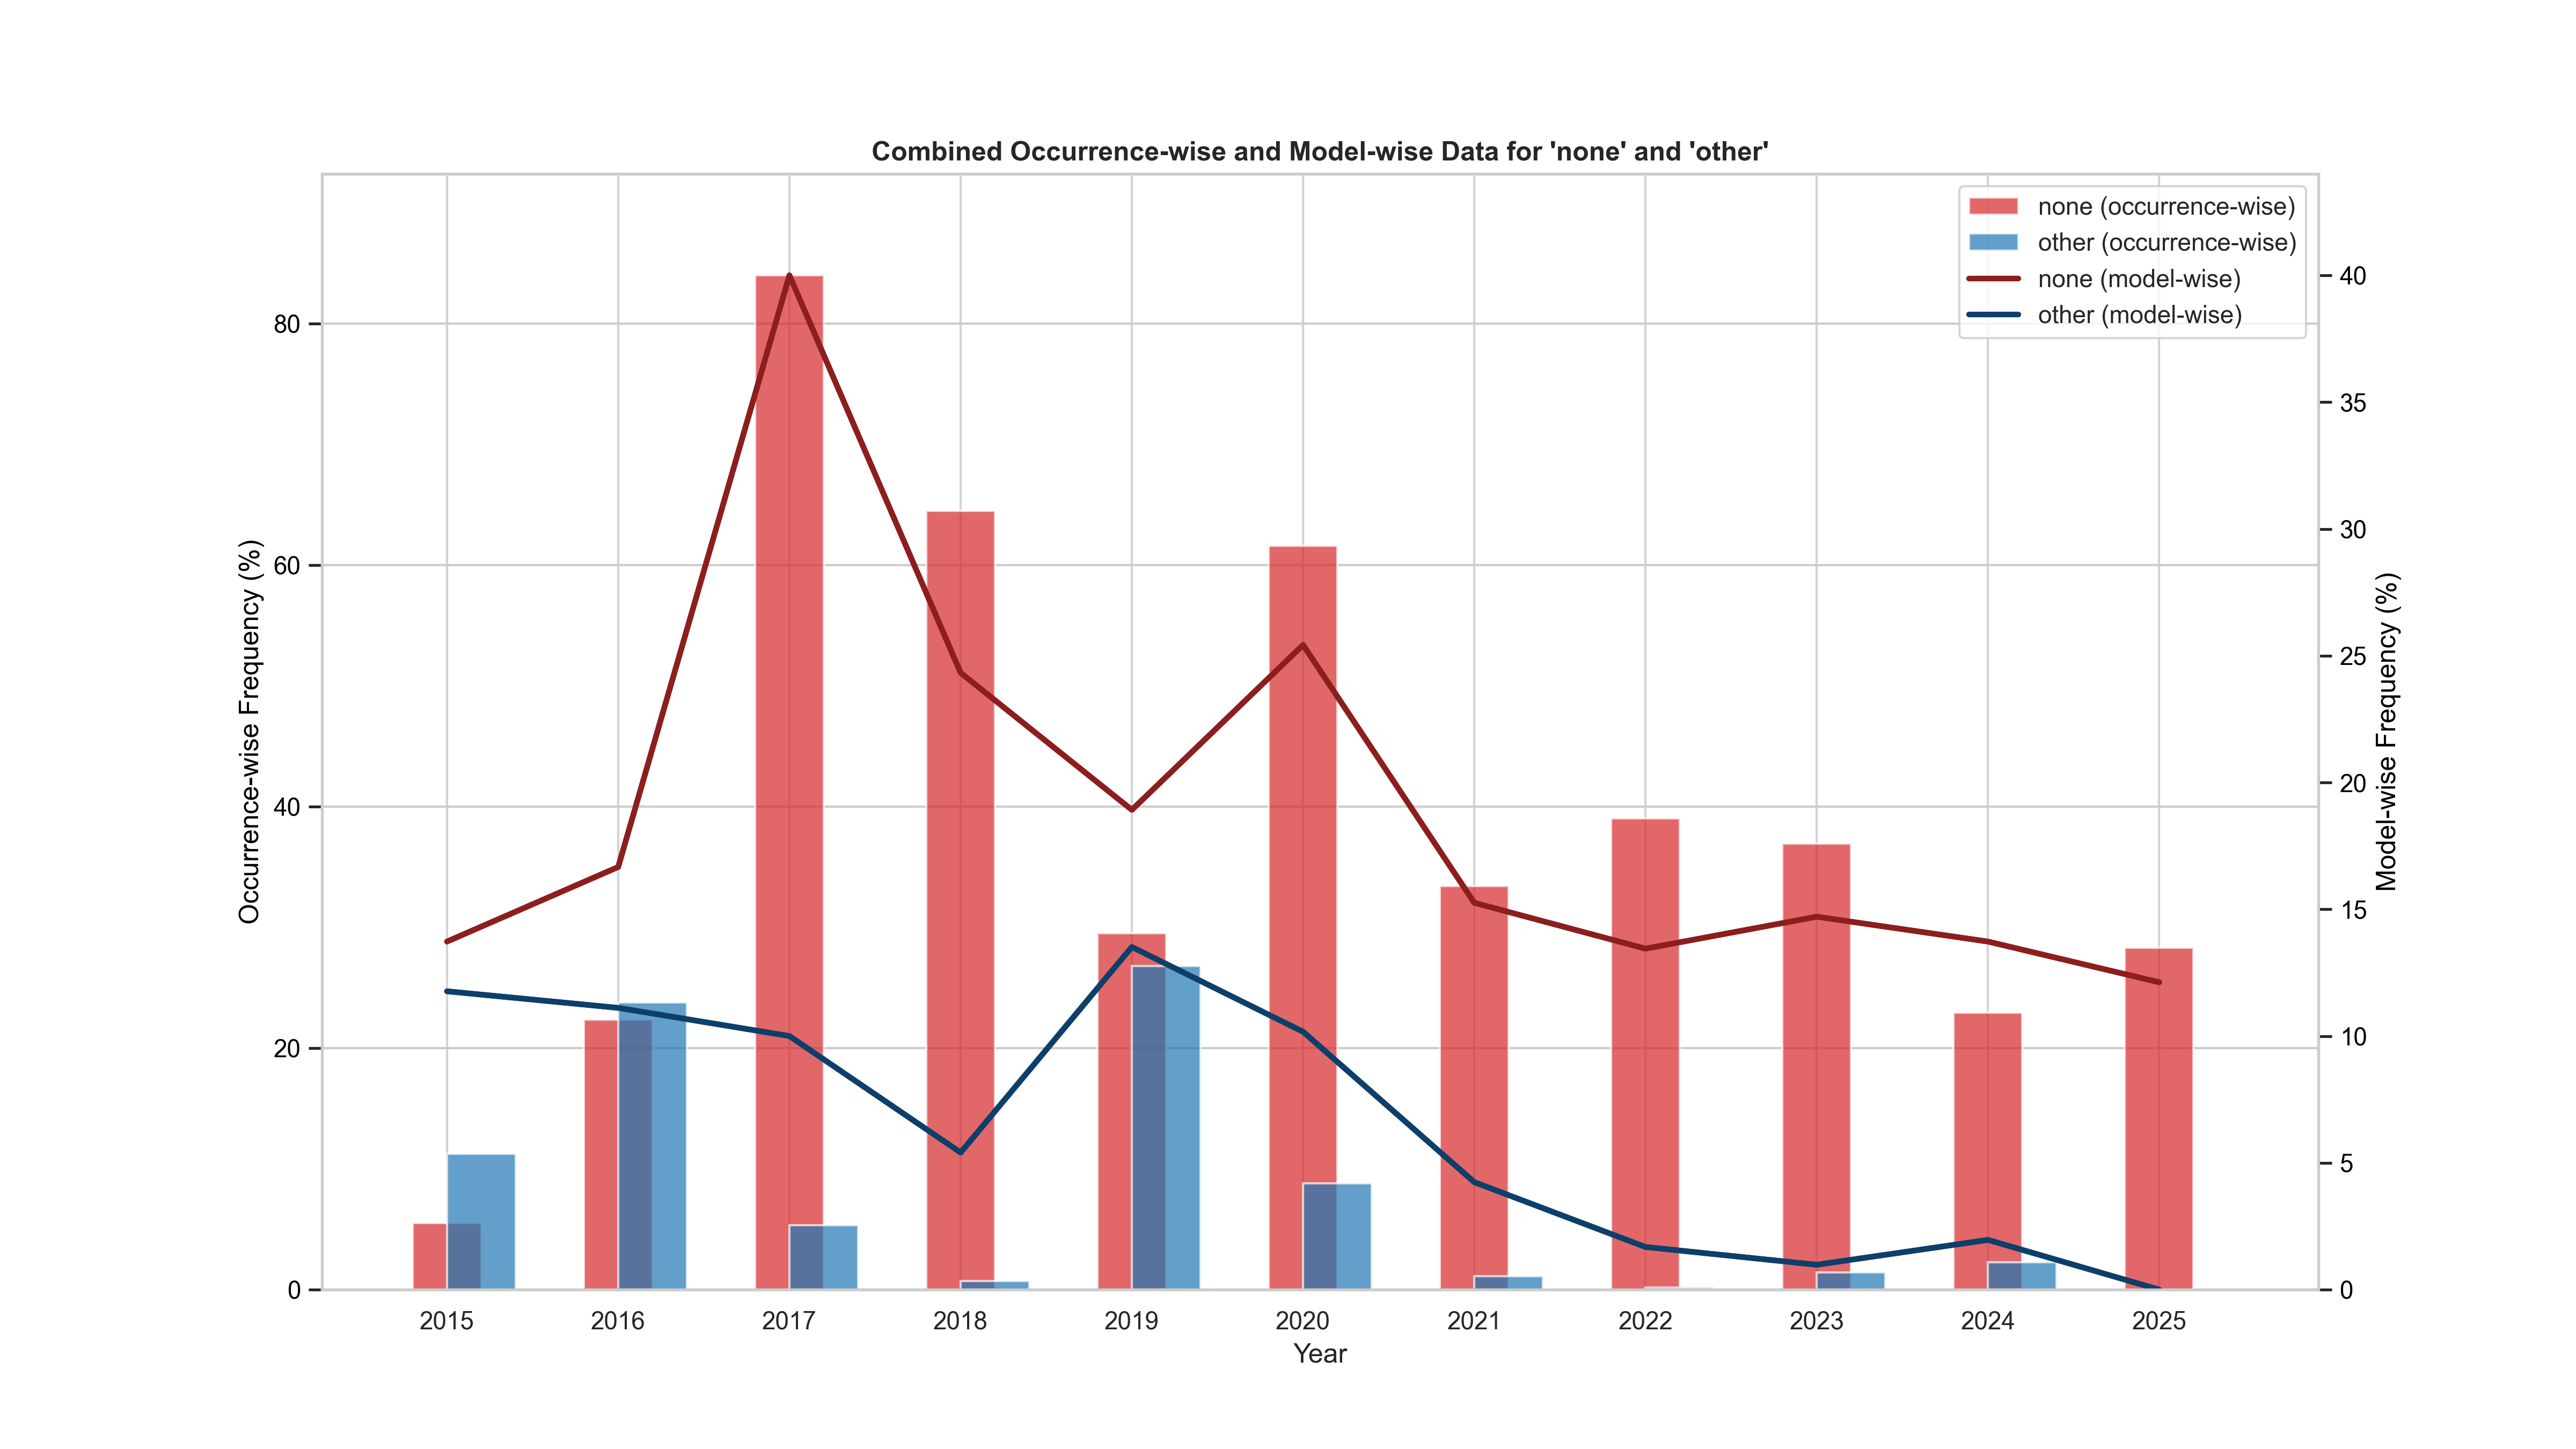 Combined Occurrence-wise and Model-wise Data for 'none' and 'other'
none (occurrence-wise)
other (occurrence-wise)
none (model-wise)
other (model-wise)
Occurrence-wise Frequency (%)
80
60
40
20
0
40
35
30
25
20
15
10
5
0
Model-wise Frequency (%)
2015 2016 2017 2018 2019 2020 2021 2022 2023 2024 2025
Year